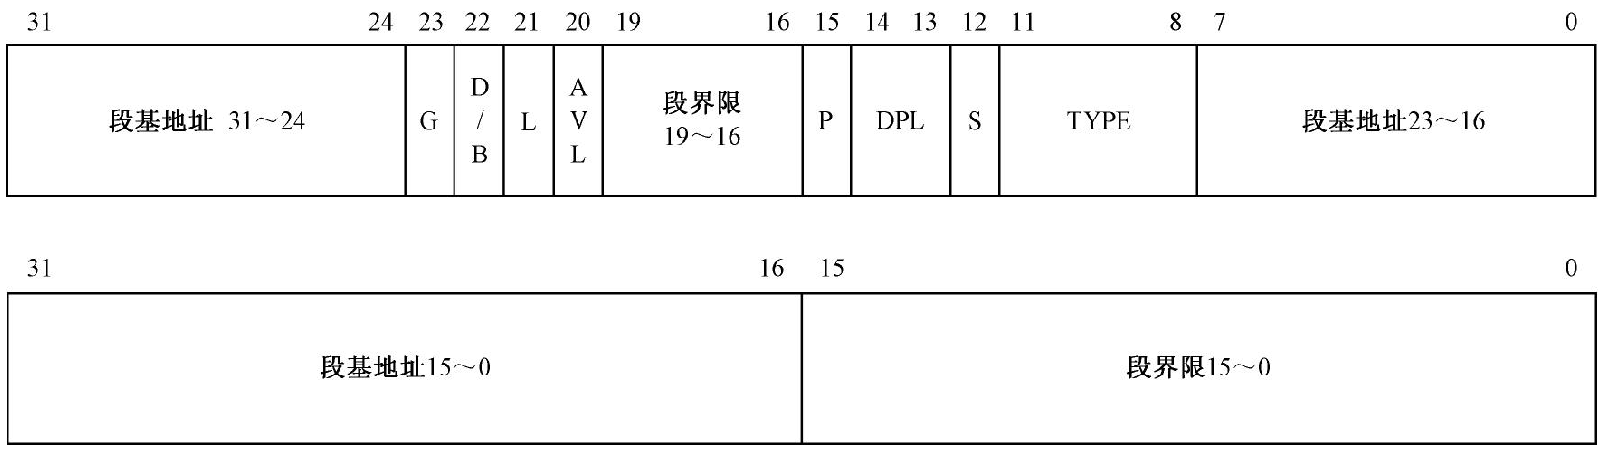 31 24 23 22 21 20 19 16 15 14 13 12 11 8 7 0
段基地址 31～24 G D/B L AVL 段界限 19～16 P DPL S TYPE 段基地址23～16
31 16 15 0
段基地址15～0 段界限15～0